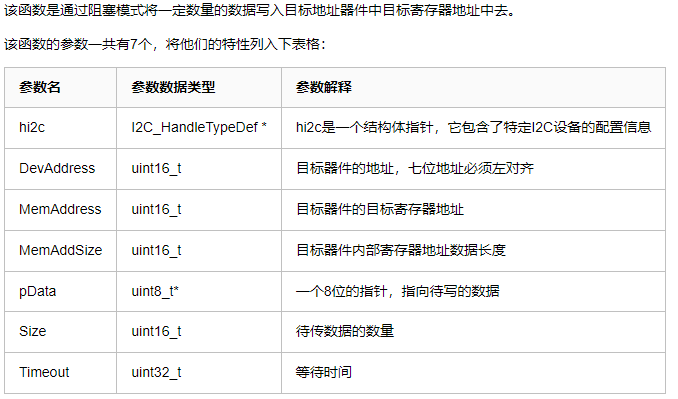 该函数是通过阻塞模式将一定数量的数据写入目标地址器件中目标寄存器地址中去。
该函数的参数一共有7个，将他们的特性列入下表格：
参数名 参数数据类型 参数解释
hi2c I2C_HandleTypeDef * hi2c是一个结构体指针，它包含了特定I2C设备的配置信息
DevAddress uint16_t 目标器件的地址，七位地址必须左对齐
MemAddress uint16_t 目标器件的目标寄存器地址
MemAddSize uint16_t 目标器件内部寄存器地址数据长度
pData uint8_t* 一个8位的指针，指向待写的数据
Size uint16_t 待传数据的数量
Timeout uint32_t 等待时间